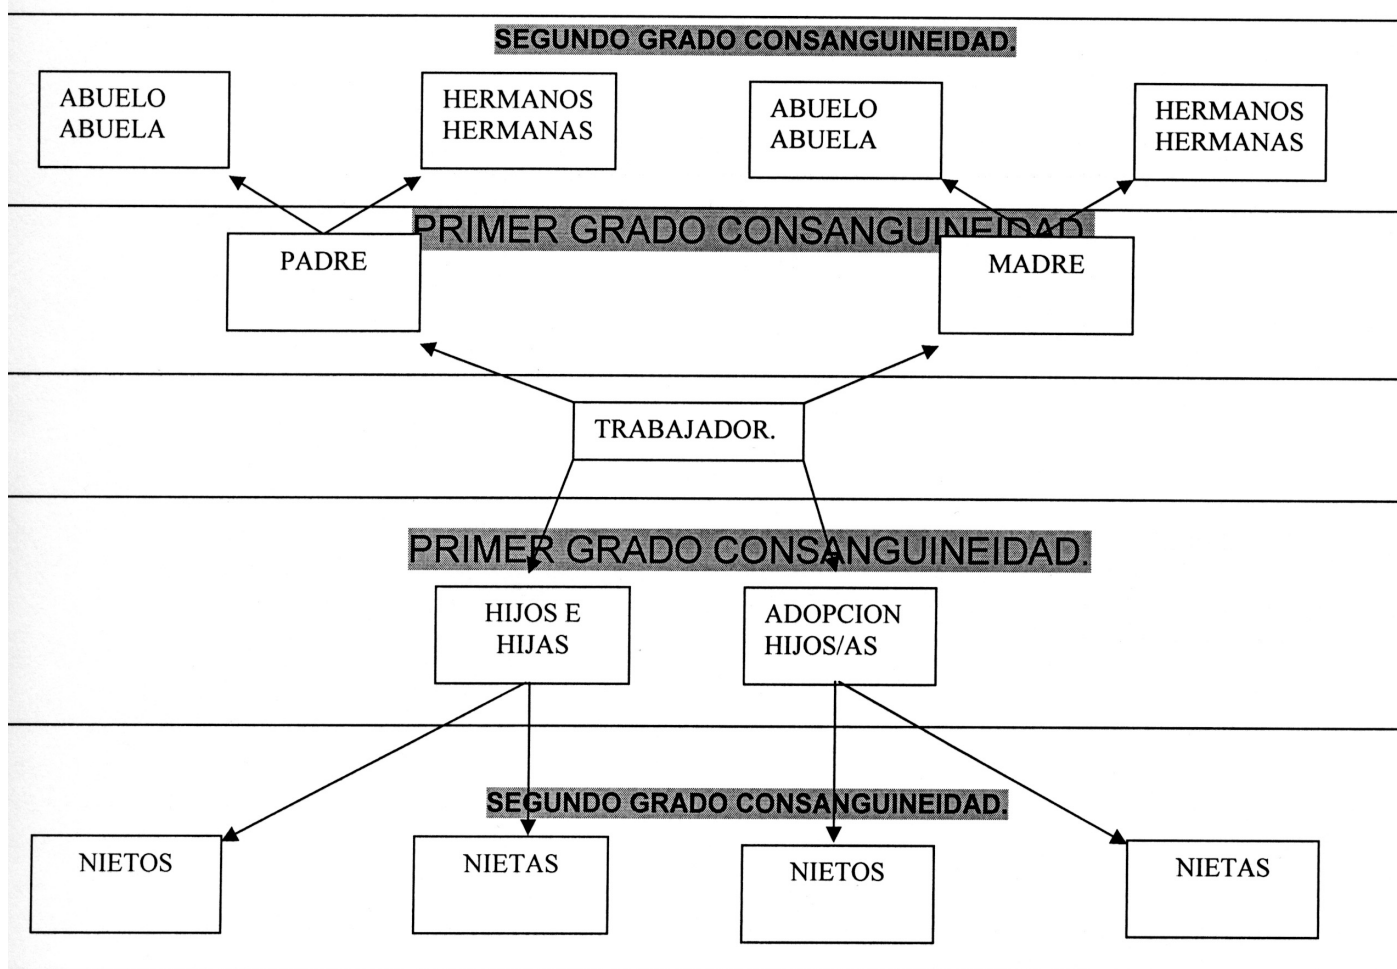 SEGUNDO GRADO CONSANGUINEIDAD.
ABUELO
ABUELA
HERMANOS
HERMANAS
ABUELO
ABUELA
HERMANOS
HERMANAS
PRIMER GRADO CONSANGUINEIDAD.
PADRE
MADRE
TRABAJADOR.
PRIMER GRADO CONSANGUINEIDAD.
HIJOS E
HIJAS
ADOPCION
HIJOS/AS
SEGUNDO GRADO CONSANGUINEIDAD.
NIETOS
NIETAS
NIETOS
NIETAS